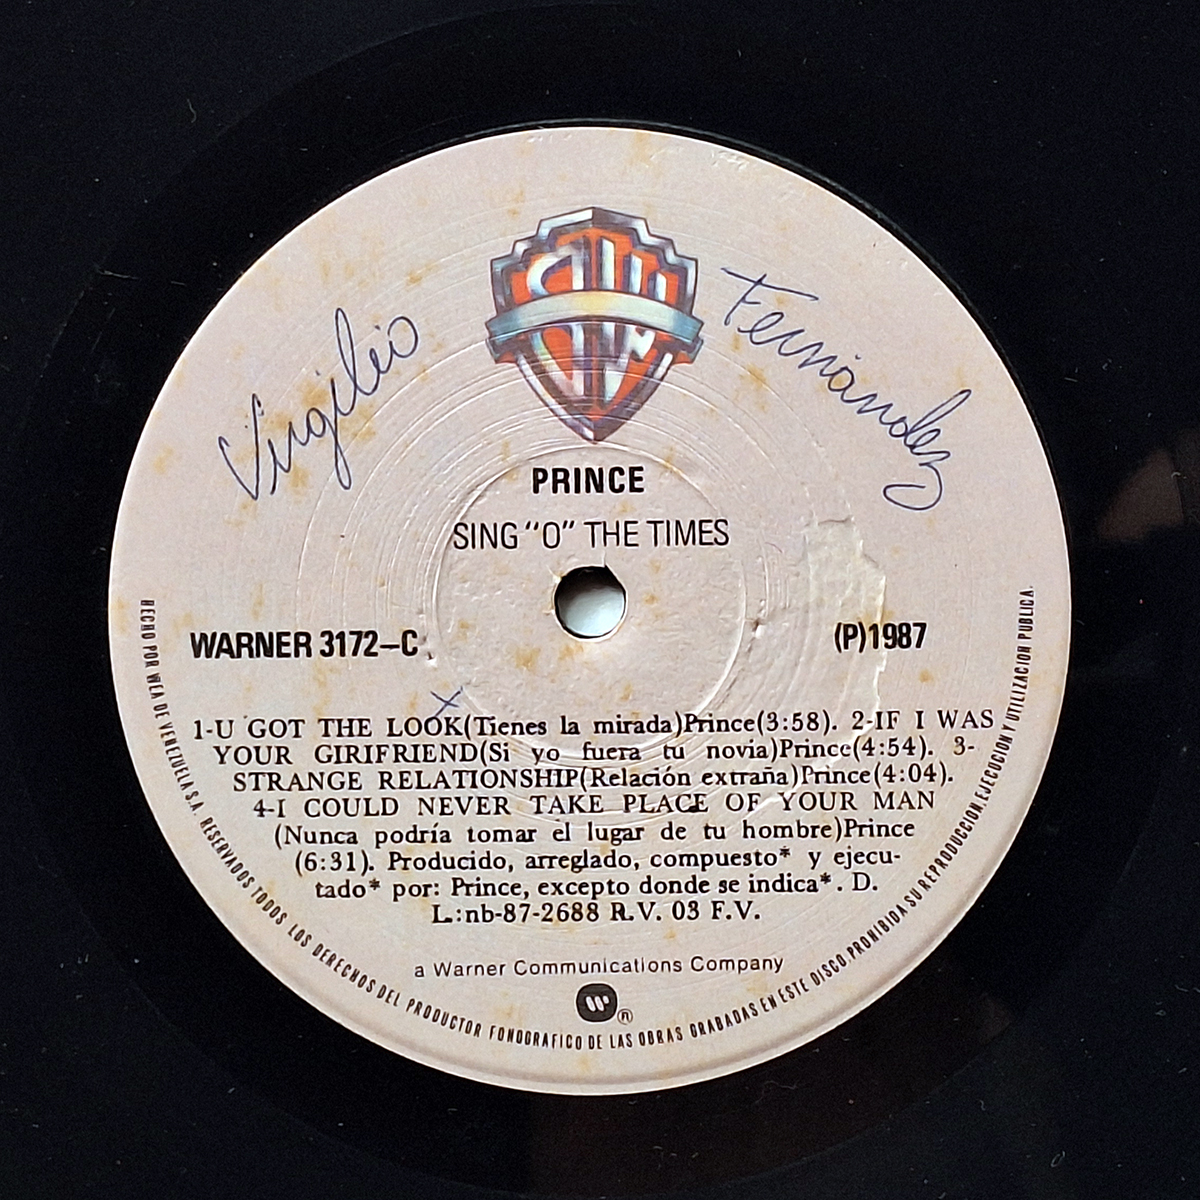 Virgilio
Fernández
PRINCE
SING "O" THE TIMES
WARNER 3172-C
(P)1987
1-U GOT THE LOOK(Tienes la mirada)Prince(3:58). 2-IF I WAS
YOUR GIRIFRIEND(Si yo fuera tu novia)Prince(4:54). 3-
STRANGE RELATIONSHIP(Relación extraña)Prince(4:04).
4-I COULD NEVER TAKE PLACE OF YOUR MAN
(Nunca podría tomar el lugar de tu hombre)Prince
(6:31). Producido, arreglado, compuesto* y ejecu-
tado* por: Prince, excepto donde se indica*. D.
L.:nb-87-2688 R.V. 03 F.V.
a Warner Communications Company
®
HECHO POR WEA DE VENEZUELA S.A. RESERVADOS TODOS LOS DERECHOS DEL PRODUCTOR FONOGRAFICO DE LAS OBRAS GRABADAS EN ESTE DISCO. PROHIBIDA SU REPRODUCCION, EJECUCION Y UTILIZACION PUBLICA.